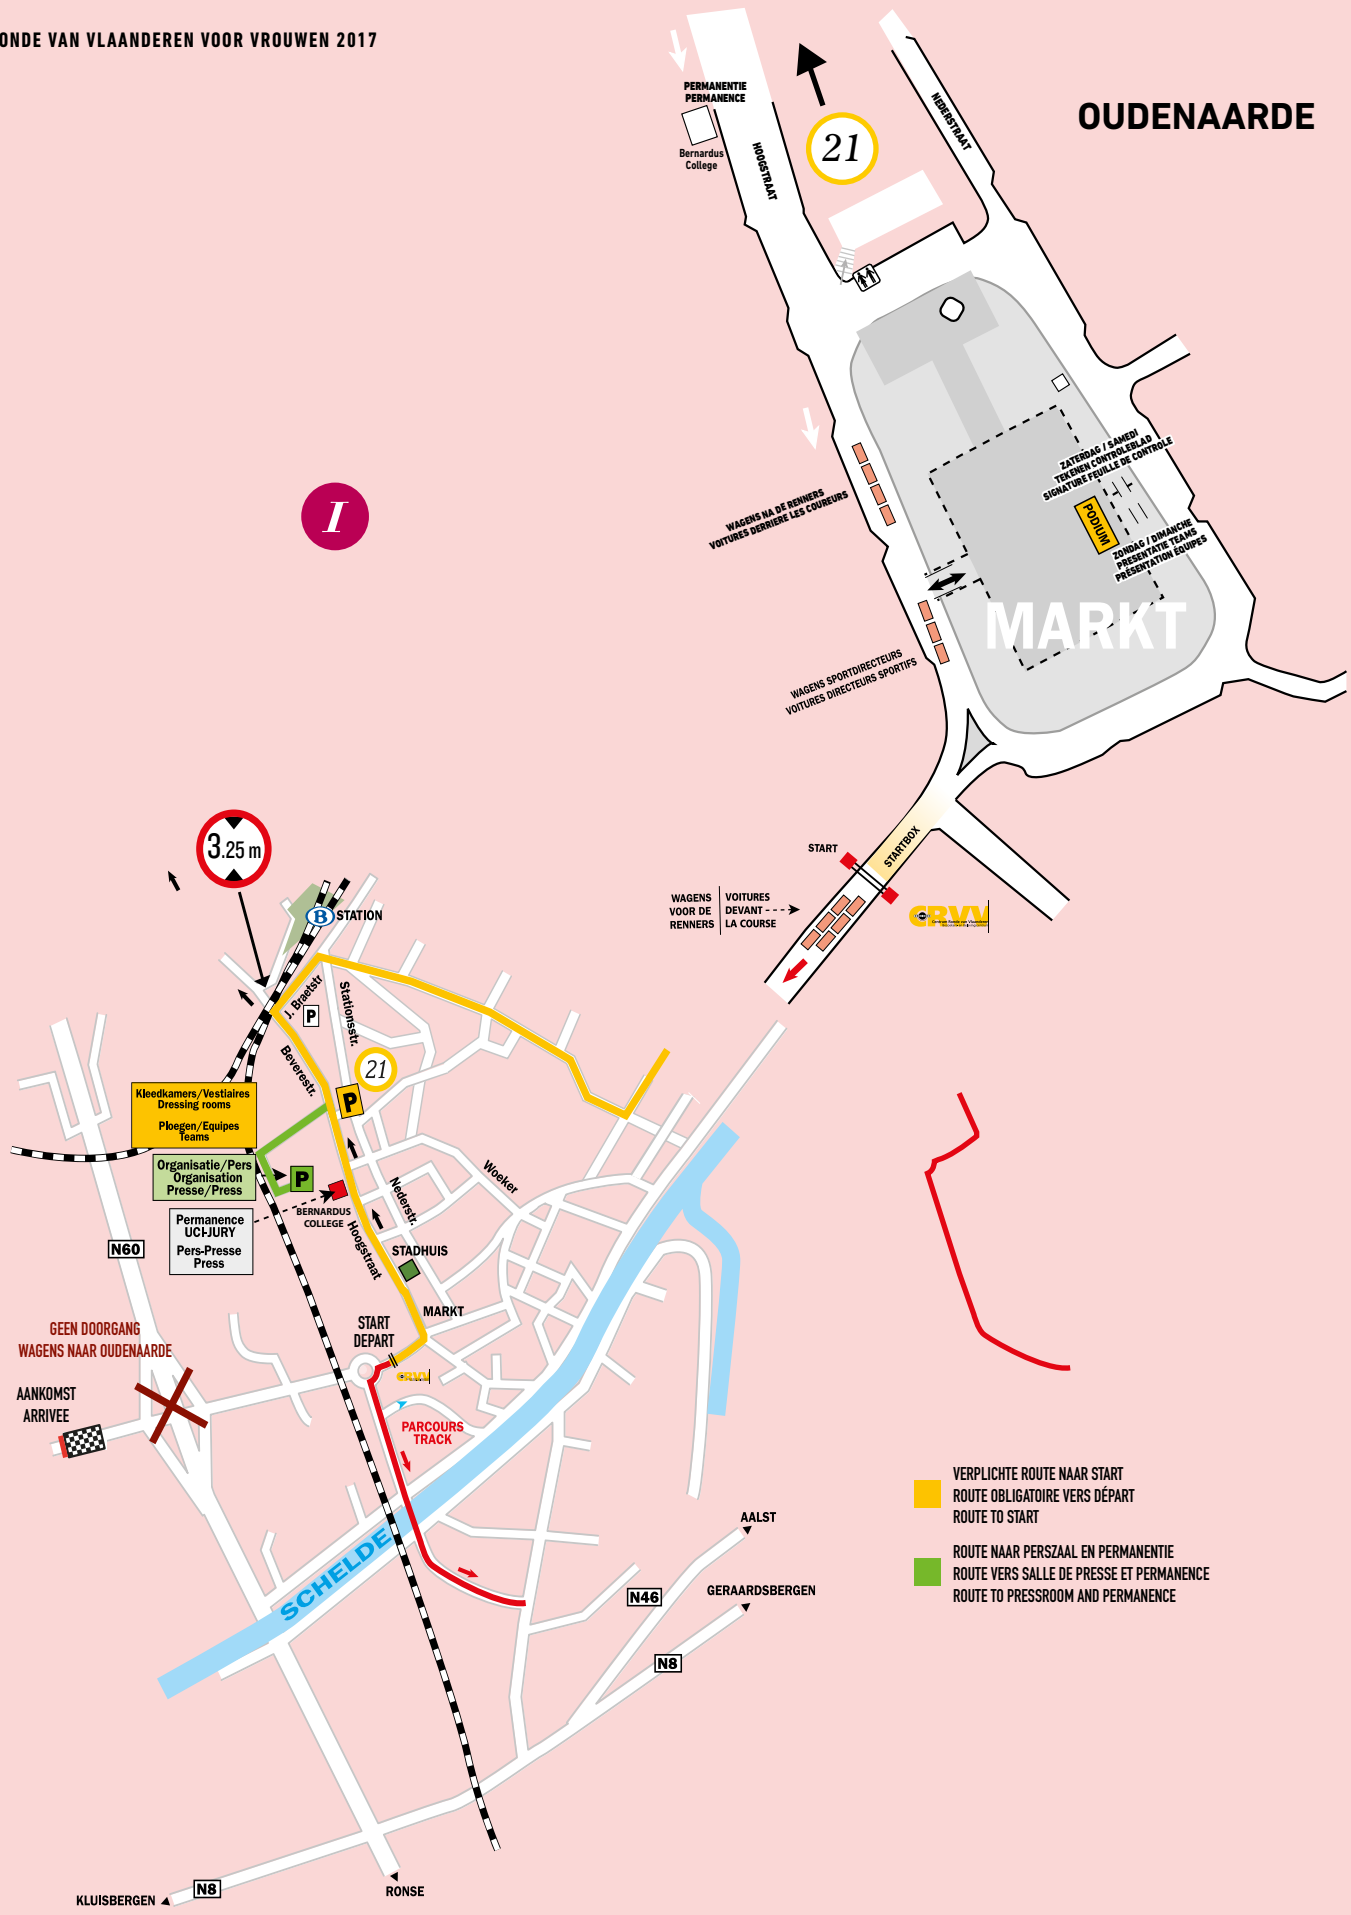 ONDE VAN VLAANDEREN VOOR VROUWEN 2017
OUDENAARDE
PERMANENTIE
PERMANENCE
Bernardus
College
HOOGSTRAAT
21
NEDERSTRAAT
I
ZATERDAG / SAMEDI
TEKENEN CONTROLEBLAD
SIGNATURE FEUILLE DE CONTROLE
PODIUM
ZONDAG / DIMANCHE
PRESENTATIE TEAMS
PRÉSENTATION ÉQUIPES
WAGENS NA DE RENNERS
VOITURES DERRIERE LES COUREURS
MARKT
WAGENS SPORTDIRECTEURS
VOITURES DIRECTEURS SPORTIFS
STARTBOX
START
WAGENS
VOOR DE
RENNERS
VOITURES
DEVANT
LA COURSE
CRVV
Centrum Ronde van Vlaanderen
3.25 m
B STATION
J. Braetstr
P
Stationsstr.
Beverestr.
21
P
Kleedkamers/Vestiaires
Dressing rooms
Ploegen/Equipes
Teams
Organisatie/Pers
Organisation
Presse/Press
P
Permanence
UCI-JURY
Pers-Presse
Press
BERNARDUS
COLLEGE
Woeker
Nederstr.
Hoogstraat
STADHUIS
N60
MARKT
START
DEPART
CRVV
GEEN DOORGANG
WAGENS NAAR OUDENAARDE
AANKOMST
ARRIVEE
PARCOURS
TRACK
SCHELDE
VERPLICHTE ROUTE NAAR START
ROUTE OBLIGATOIRE VERS DÉPART
ROUTE TO START
ROUTE NAAR PERSZAAL EN PERMANENTIE
ROUTE VERS SALLE DE PRESSE ET PERMANENCE
ROUTE TO PRESSROOM AND PERMANENCE
AALST
N46
GERAARDSBERGEN
N8
RONSE
N8
KLUISBERGEN